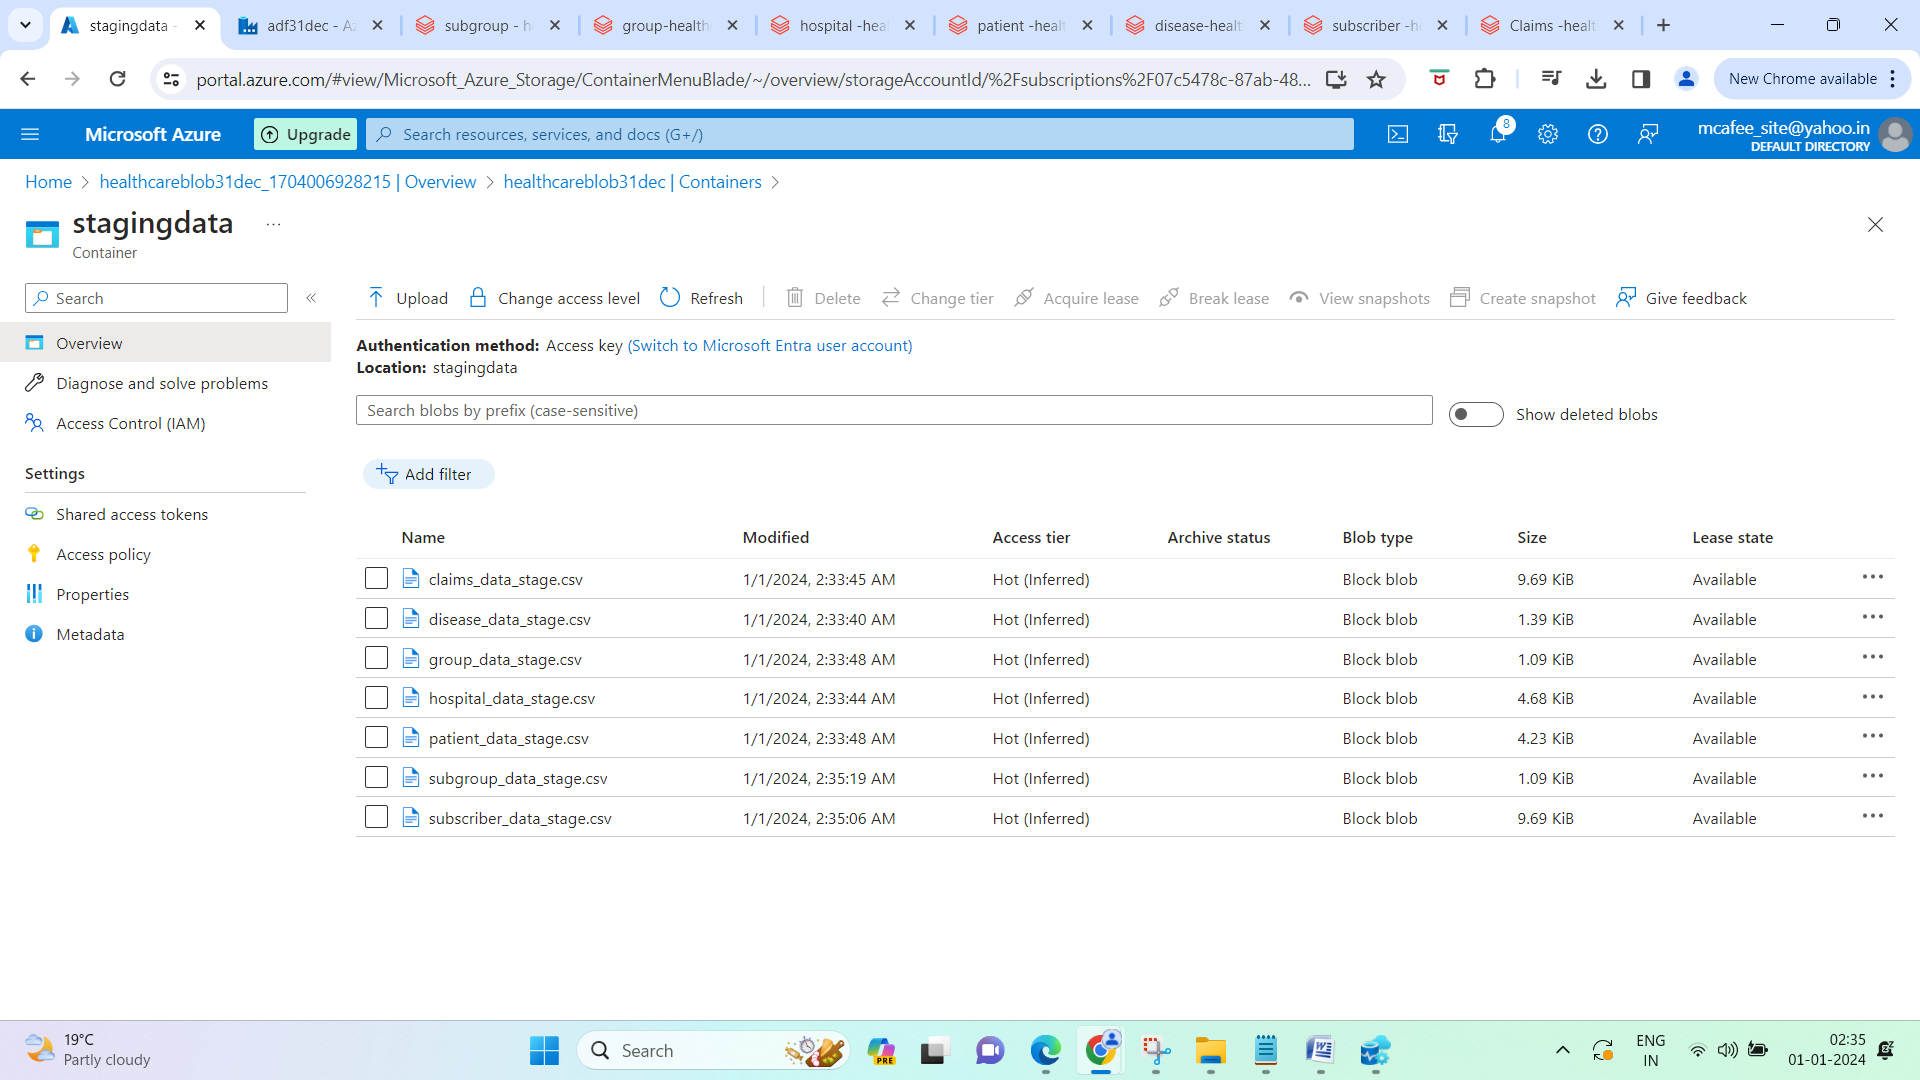 stagingdata -
adf31dec - Az
subgroup - he
group-health
hospital -heal
patient -healt
disease-healt
subscriber -he
Claims -healt
portal.azure.com/#view/Microsoft_Azure_Storage/ContainerMenuBlade/~/overview/storageAccountId/%2Fsubscriptions%2F07c5478c-87ab-48...
New Chrome available
Microsoft Azure
Upgrade
Search resources, services, and docs (G+/)
8
mcafee_site@yahoo.in
DEFAULT DIRECTORY
Home > healthcareblob31dec_1704006928215 | Overview > healthcareblob31dec | Containers >
stagingdata ...
Container
Search
«
Overview
Diagnose and solve problems
Access Control (IAM)
Settings
Shared access tokens
Access policy
Properties
Metadata
Upload Change access level Refresh Delete Change tier Acquire lease Break lease View snapshots Create snapshot Give feedback
Authentication method: Access key (Switch to Microsoft Entra user account)
Location: stagingdata
Search blobs by prefix (case-sensitive)
Show deleted blobs
Add filter
Name Modified Access tier Archive status Blob type Size Lease state
claims_data_stage.csv 1/1/2024, 2:33:45 AM Hot (Inferred) Block blob 9.69 KiB Available ...
disease_data_stage.csv 1/1/2024, 2:33:40 AM Hot (Inferred) Block blob 1.39 KiB Available ...
group_data_stage.csv 1/1/2024, 2:33:48 AM Hot (Inferred) Block blob 1.09 KiB Available ...
hospital_data_stage.csv 1/1/2024, 2:33:44 AM Hot (Inferred) Block blob 4.68 KiB Available ...
patient_data_stage.csv 1/1/2024, 2:33:48 AM Hot (Inferred) Block blob 4.23 KiB Available ...
subgroup_data_stage.csv 1/1/2024, 2:35:19 AM Hot (Inferred) Block blob 1.09 KiB Available ...
subscriber_data_stage.csv 1/1/2024, 2:35:06 AM Hot (Inferred) Block blob 9.69 KiB Available ...
19°C
Partly cloudy
Search
PRE
ENG
IN
02:35
01-01-2024